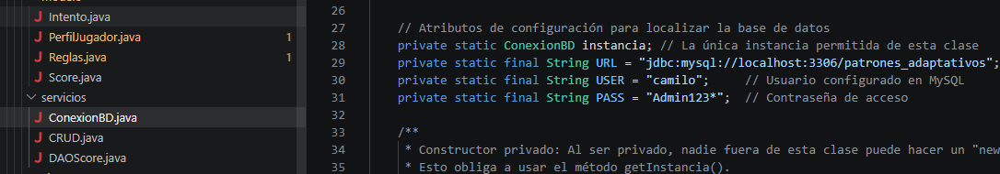 Intento.java
PerfilJugador.java 1
Reglas.java 1
Score.java
servicios
ConexionBD.java
CRUD.java
DAOScore.java
26
27 // Atributos de configuración para localizar la base de datos
28 private static ConexionBD instancia; // La única instancia permitida de esta clase
29 private static final String URL = "jdbc:mysql://localhost:3306/patrones_adaptativos";
30 private static final String USER = "camilo"; // Usuario configurado en MySQL
31 private static final String PASS = "Admin123*"; // Contraseña de acceso
32
33 /**
34 * Constructor privado: Al ser privado, nadie fuera de esta clase puede hacer un "new
35 * Esto obliga a usar el método getInstancia().